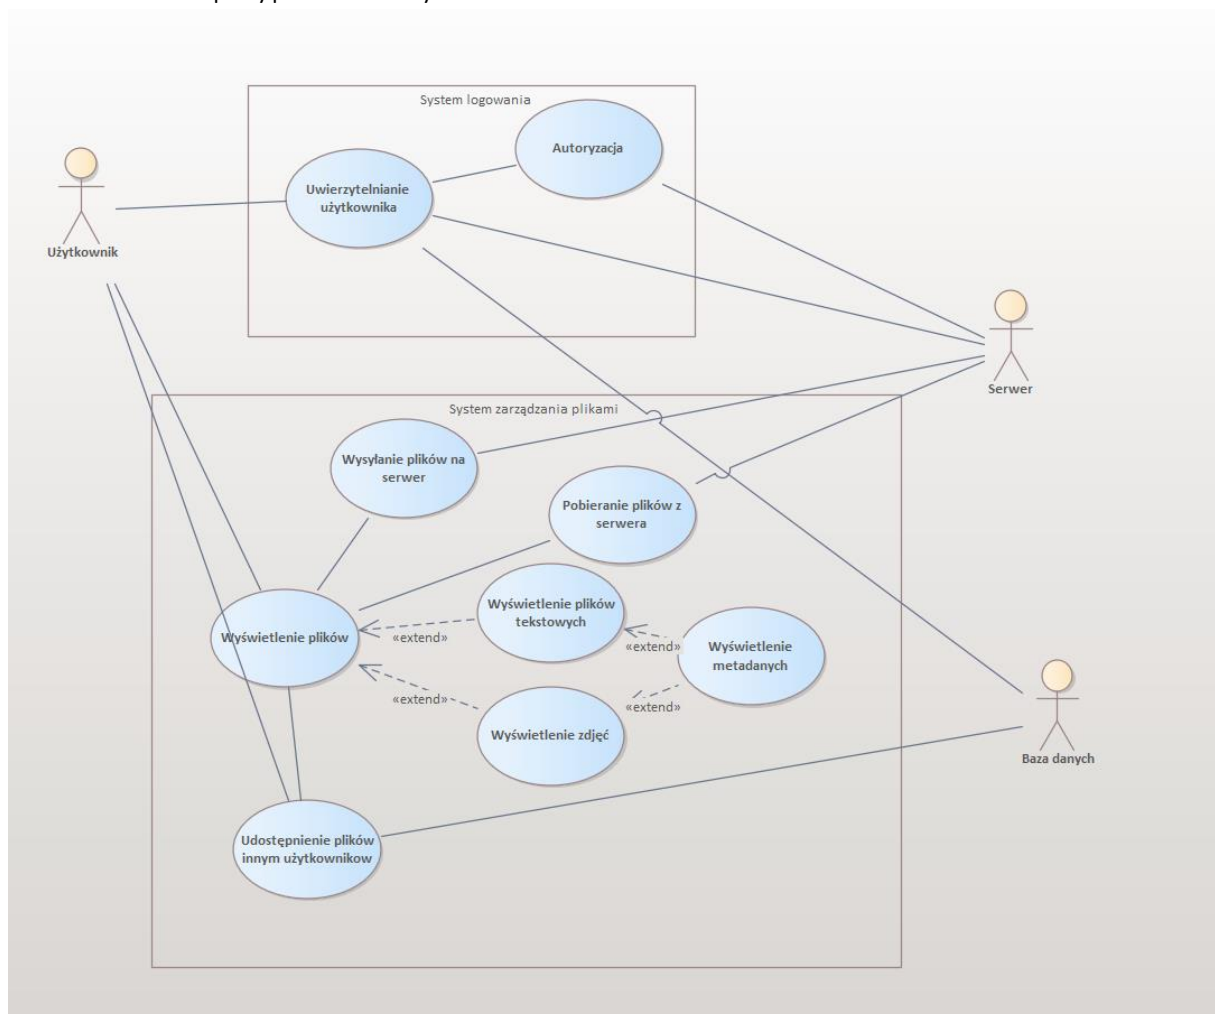 System logowania
Autoryzacja
Uwierzytelnianie
użytkownika
Użytkownik
Serwer
System zarządzania plikami
Wysyłanie plików na
serwer
Pobieranie plików z
serwera
Wyświetlenie plików
tekstowych
Wyświetlenie plików
«extend»
«extend»
Wyświetlenie
metadanych
«extend»
«extend»
Wyświetlenie zdjęć
Baza danych
Udostępnienie plików
innym użytkownikow